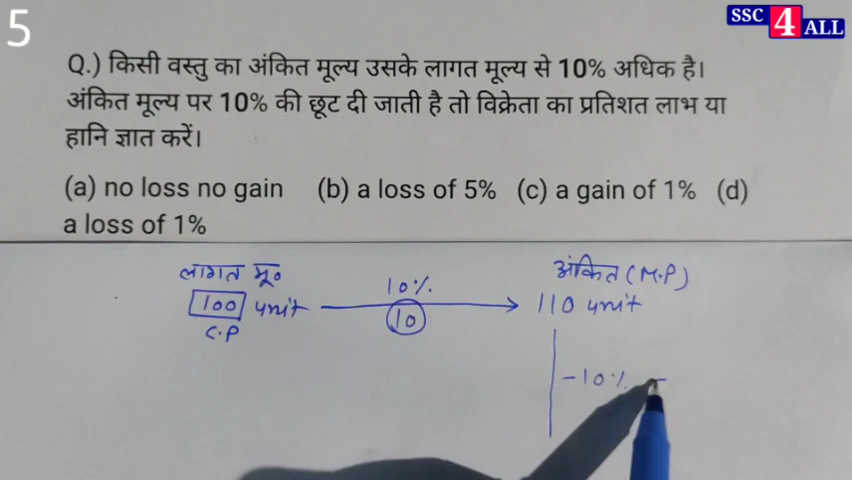 5
SSC 4 ALL
Q.) किसी वस्तु का अंकित मूल्य उसके लागत मूल्य से 10% अधिक है।
अंकित मूल्य पर 10% की छूट दी जाती है तो विक्रेता का प्रतिशत लाभ या
हानि ज्ञात करें।
(a) no loss no gain (b) a loss of 5% (c) a gain of 1% (d)
a loss of 1%
लागत मू० अंकित (M.P)
10%
100 unit 110 unit
10
C.P
-10%